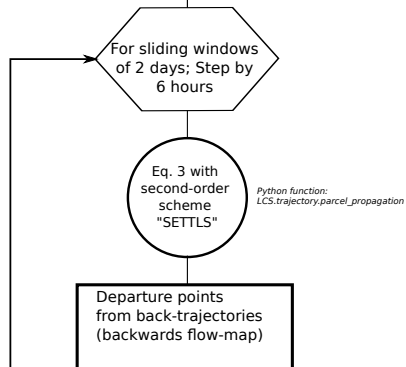 For sliding windows
of 2 days; Step by
6 hours
Eq. 3 with
second-order
scheme
"SETTLS"
Python function:
LCS.trajectory.parcel_propagation
Departure points
from back-trajectories
(backwards flow-map)